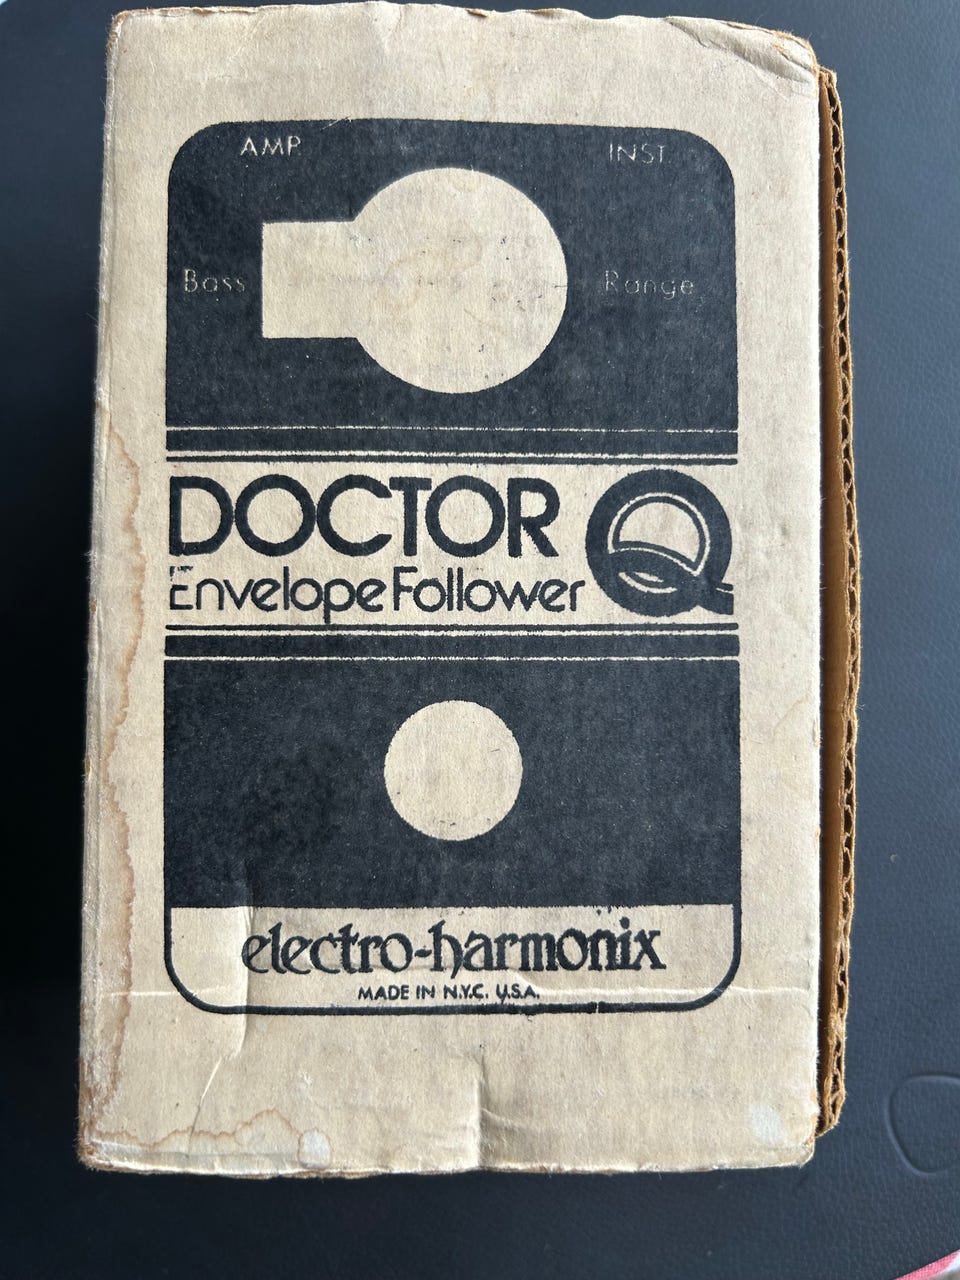 AMP. INST.
Bass Range
DOCTOR Q
Envelope Follower
electro-harmonix
MADE IN N.Y.C. U.S.A.